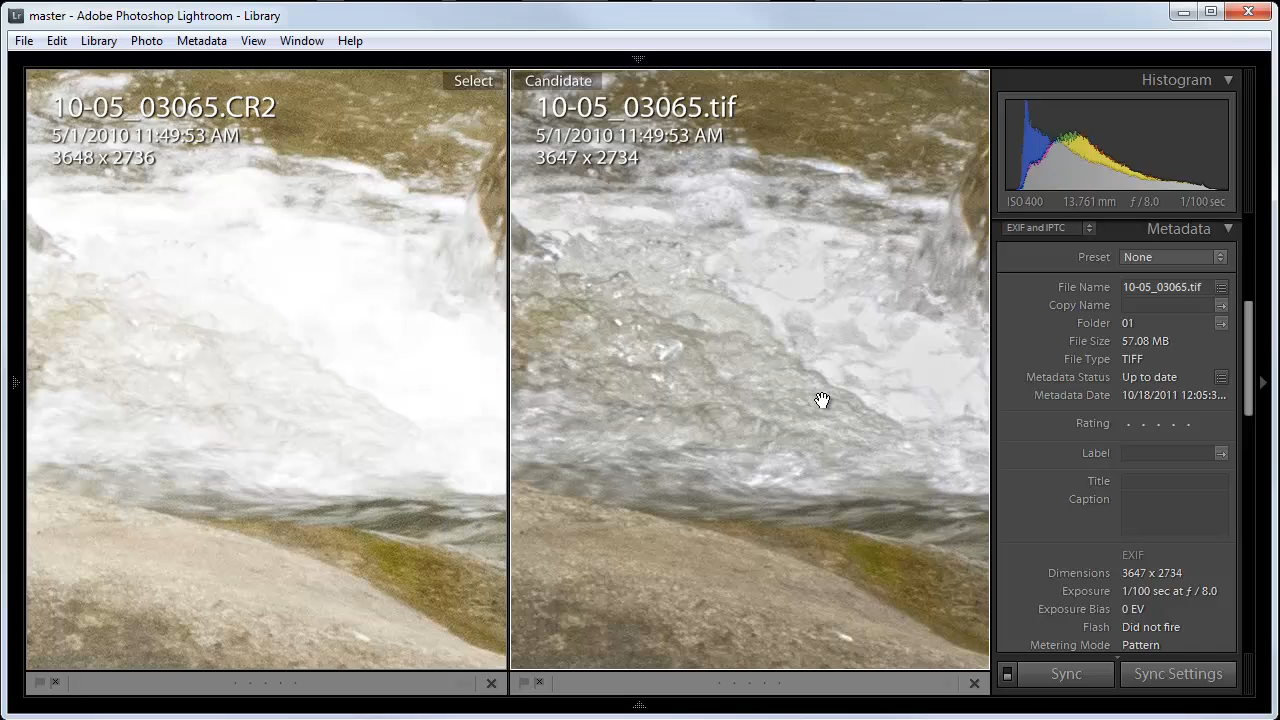 Lr master - Adobe Photoshop Lightroom - Library
File Edit Library Photo Metadata View Window Help
Select
10-05_03065.CR2
5/1/2010 11:49:53 AM
3648 x 2736
Candidate
10-05_03065.tif
5/1/2010 11:49:53 AM
3647 x 2734
Histogram
ISO 400 13.761 mm ƒ / 8.0 1/100 sec
EXIF and IPTC Metadata
Preset None
File Name 10-05_03065.tif
Copy Name
Folder 01
File Size 57.08 MB
File Type TIFF
Metadata Status Up to date
Metadata Date 10/18/2011 12:05:3...
Rating
Label
Title
Caption
EXIF
Dimensions 3647 x 2734
Exposure 1/100 sec at ƒ / 8.0
Exposure Bias 0 EV
Flash Did not fire
Metering Mode Pattern
Sync Sync Settings